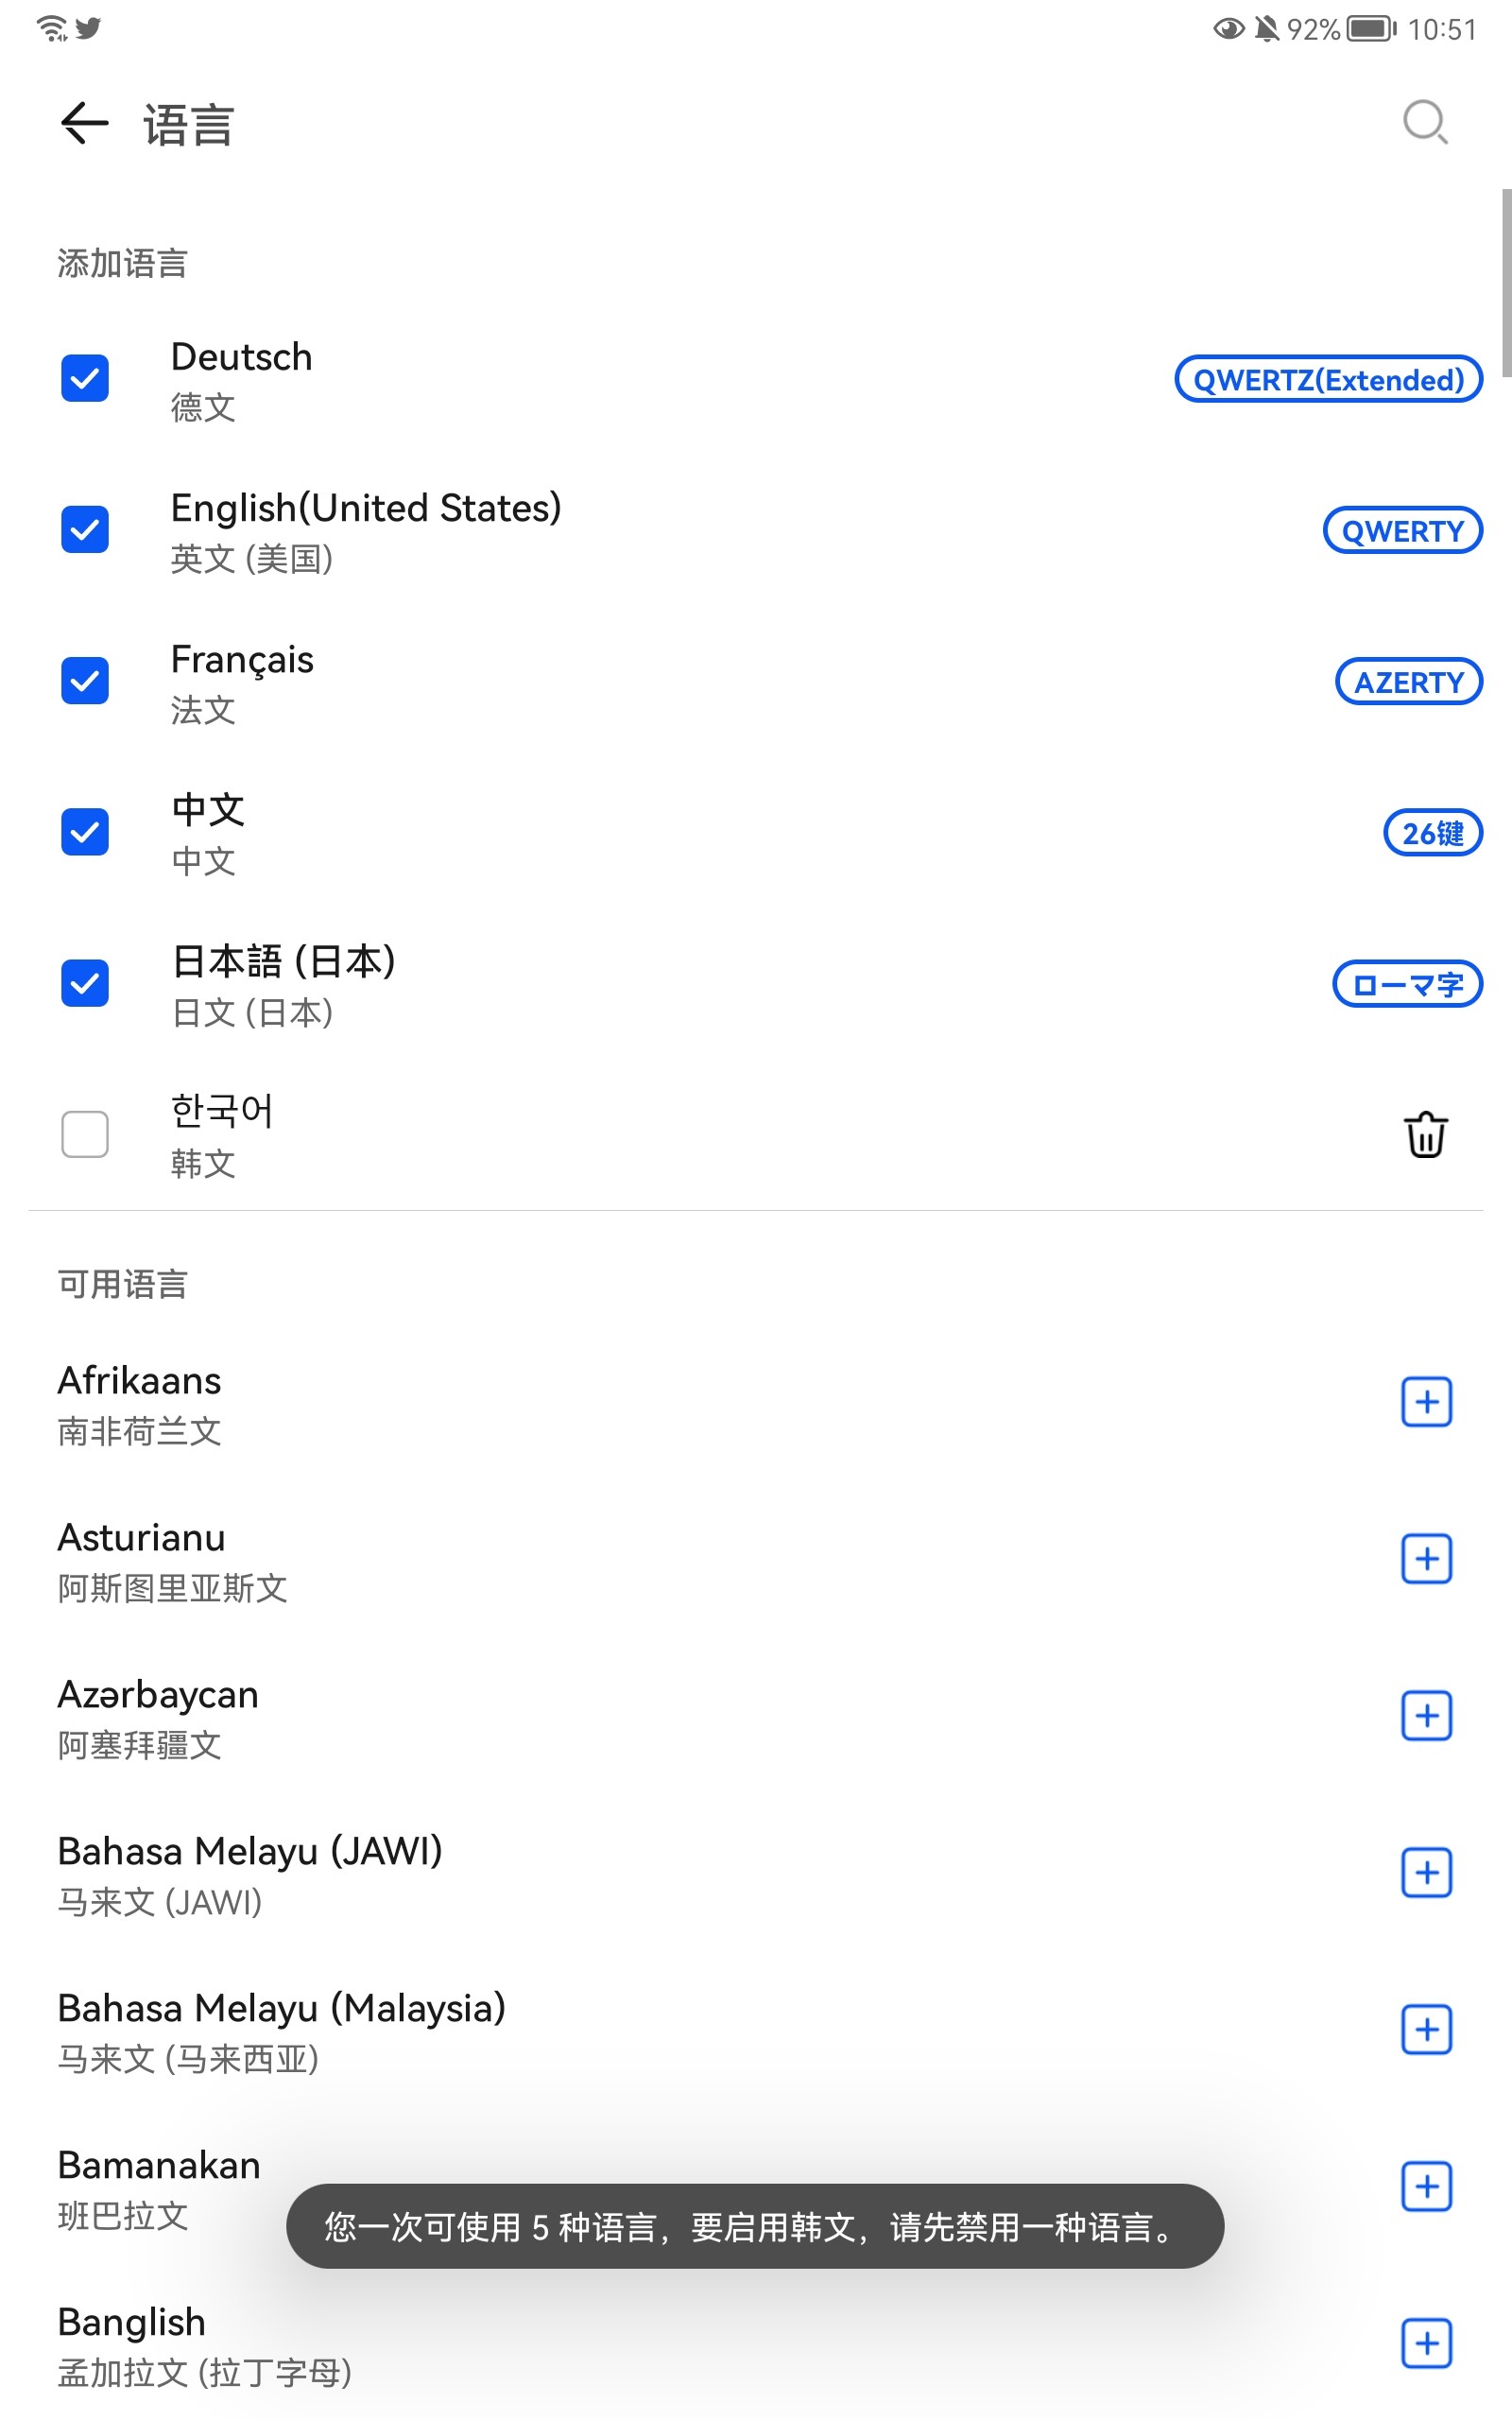 92% 10:51
语言
添加语言
Deutsch
德文
QWERTZ(Extended)
English(United States)
英文 (美国)
QWERTY
Français
法文
AZERTY
中文
中文
26键
日本語 (日本)
日文 (日本)
ローマ字
한국어
韩文
可用语言
Afrikaans
南非荷兰文
Asturianu
阿斯图里亚斯文
Azərbaycan
阿塞拜疆文
Bahasa Melayu (JAWI)
马来文 (JAWI)
Bahasa Melayu (Malaysia)
马来文 (马来西亚)
Bamanakan
班巴拉文
您一次可使用 5 种语言，要启用韩文，请先禁用一种语言。
Banglish
孟加拉文 (拉丁字母)